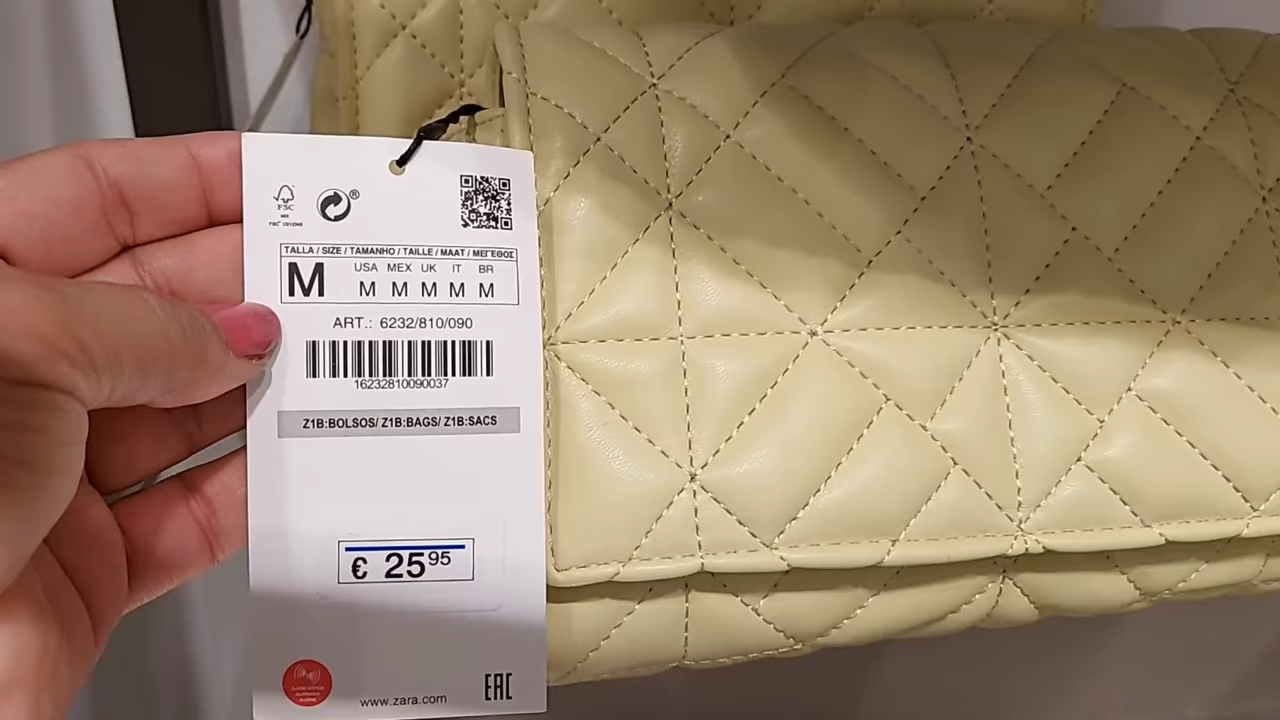 FSC
MIX
®
TALLA / SIZE / TAMANHO / TAILLE / MAAT / ΜΕΓΕΘΟΣ
M USA MEX UK IT BR
M M M M M
ART.: 6232/810/090
16232810090037
Z1B:BOLSOS/ Z1B:BAGS/ Z1B:SACS
€ 25 95
www.zara.com
EAC